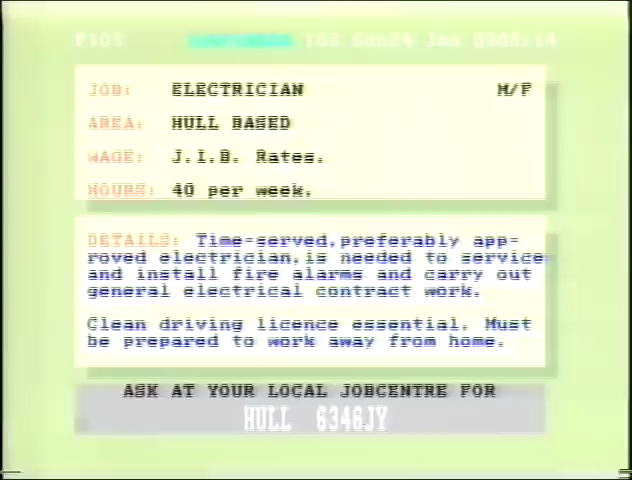 P103 103 Sun24 Jan
JOB: ELECTRICIAN M/F
AREA: HULL BASED
WAGE: J.I.B. Rates.
HOURS: 40 per week.
DETAILS: Time-served,preferably app-
roved electrician,is needed to service
and install fire alarms and carry out
general electrical contract work.
Clean driving licence essential. Must
be prepared to work away from home.
ASK AT YOUR LOCAL JOBCENTRE FOR
HULL 6346JY